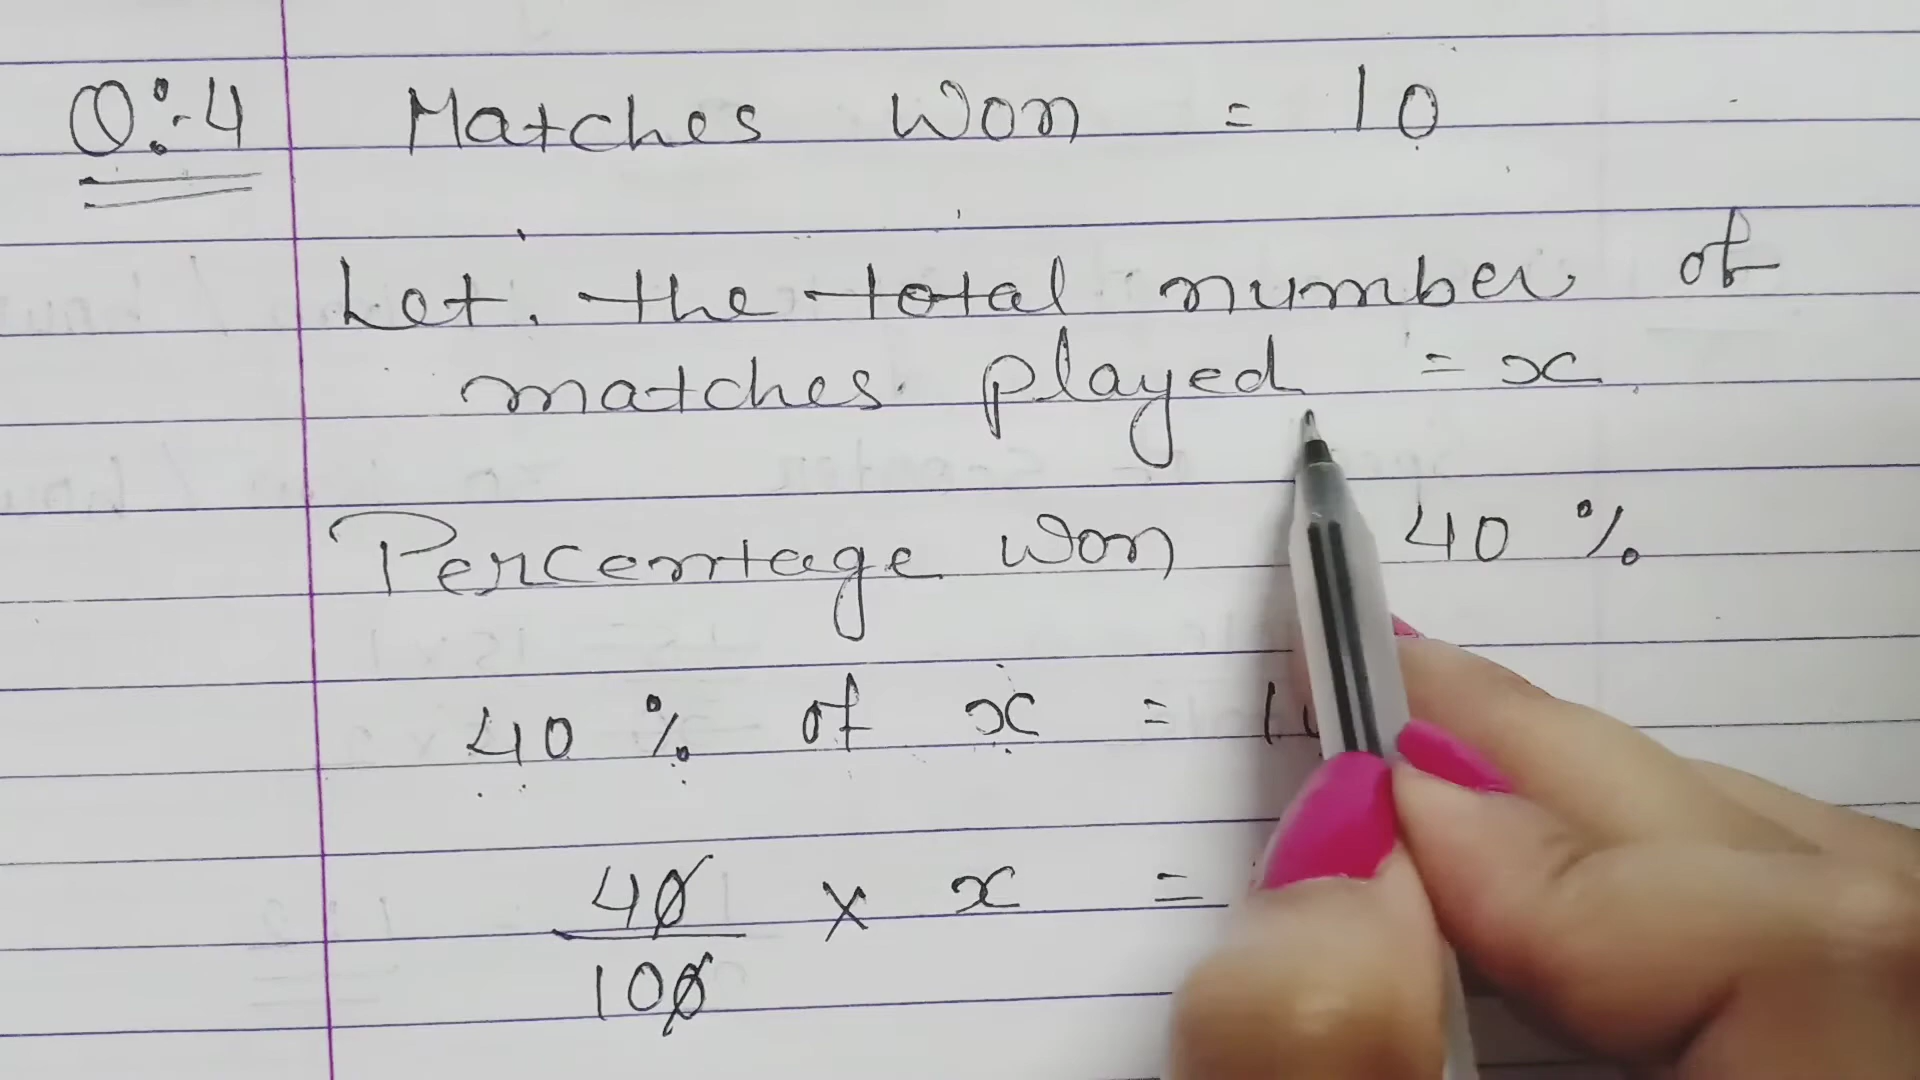 Q:-4 Matches Won = 10
Let. the total number of
matches played = x
Percentage Won 40 %
40 % of x =
40 × x =
100